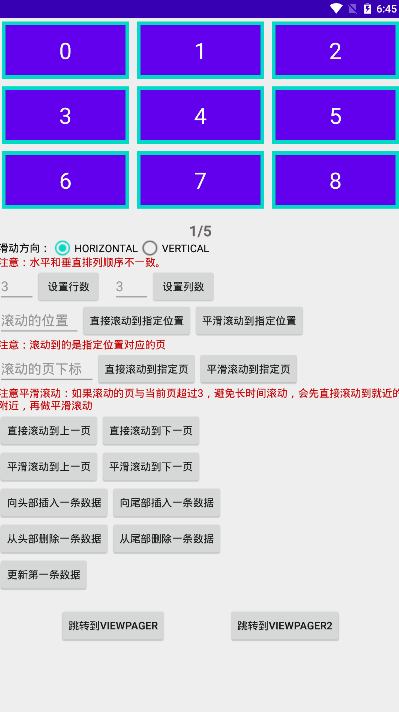 6:45
0 1 2
3 4 5
6 7 8
1/5
滑动方向： HORIZONTAL VERTICAL
注意：水平和垂直排列顺序不一致。
3 设置行数 3 设置列数
滚动的位置 直接滚动到指定位置 平滑滚动到指定位置
注意：滚动到的是指定位置对应的页
滚动的页下标 直接滚动到指定页 平滑滚动到指定页
注意平滑滚动：如果滚动的页与当前页超过3，避免长时间滚动，会先直接滚动到就近的
附近，再做平滑滚动
直接滚动到上一页 直接滚动到下一页
平滑滚动到上一页 平滑滚动到下一页
向头部插入一条数据 向尾部插入一条数据
从头部删除一条数据 从尾部删除一条数据
更新第一条数据
跳转到VIEWPAGER 跳转到VIEWPAGER2